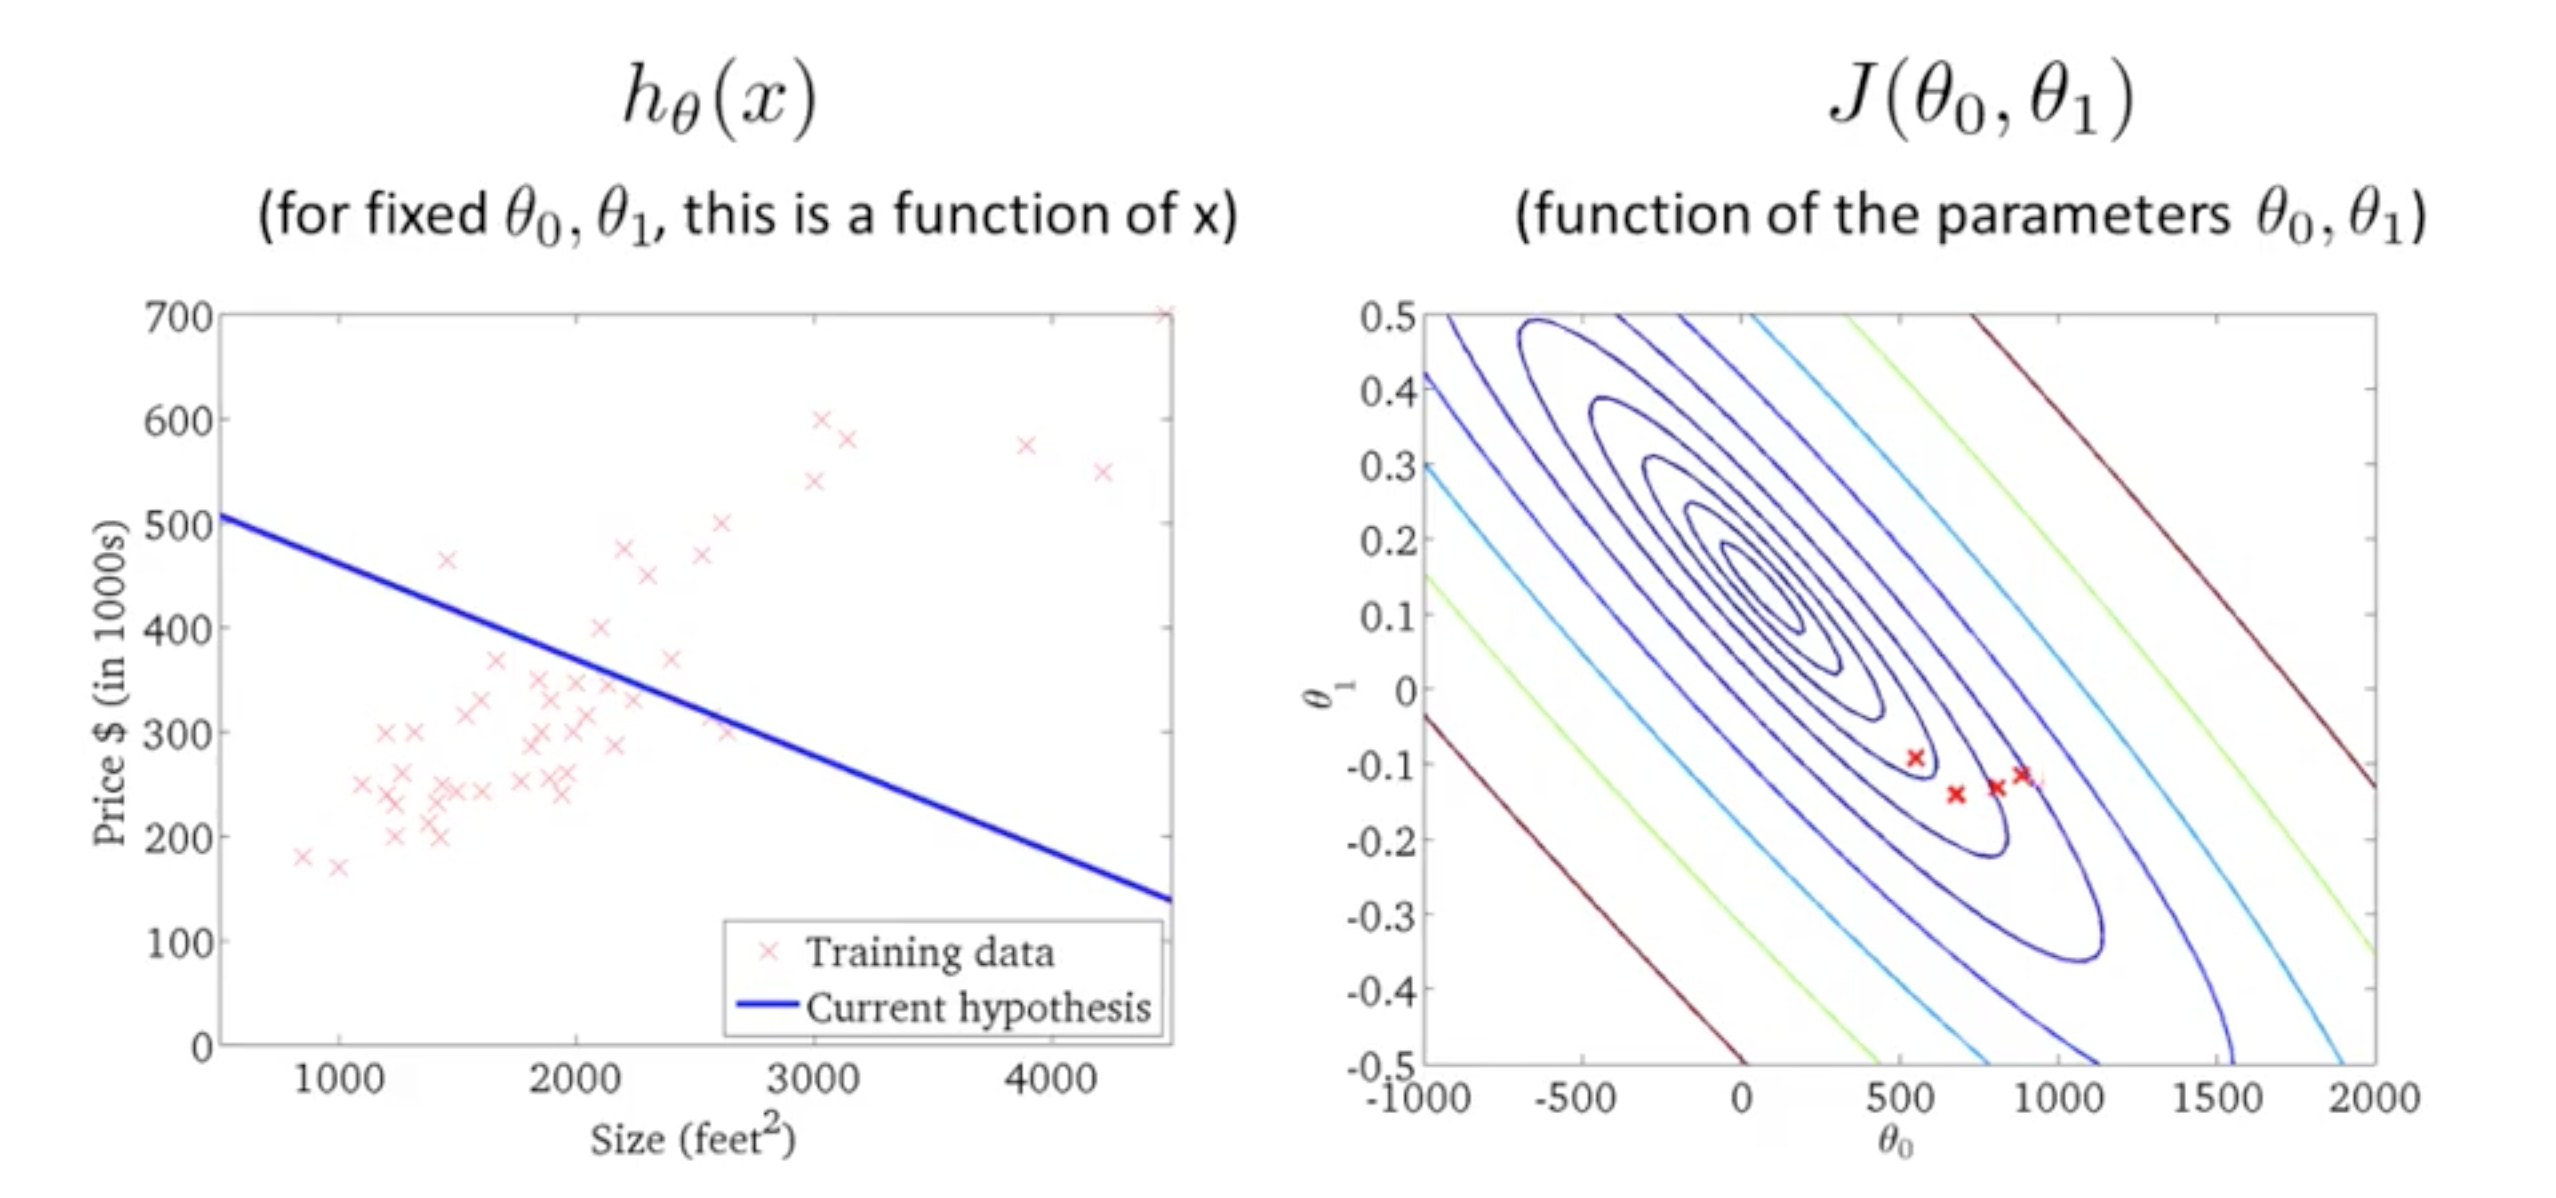 hθ(x)
(for fixed θ0, θ1, this is a function of x)
700
600
500
400
300
200
100
0
Price $ (in 1000s)
1000 2000 3000 4000
Size (feet²)
Training data
Current hypothesis
J(θ0, θ1)
(function of the parameters θ0, θ1)
0.5
0.4
0.3
0.2
0.1
0
-0.1
-0.2
-0.3
-0.4
-0.5
θ1
-1000 -500 0 500 1000 1500 2000
θ0